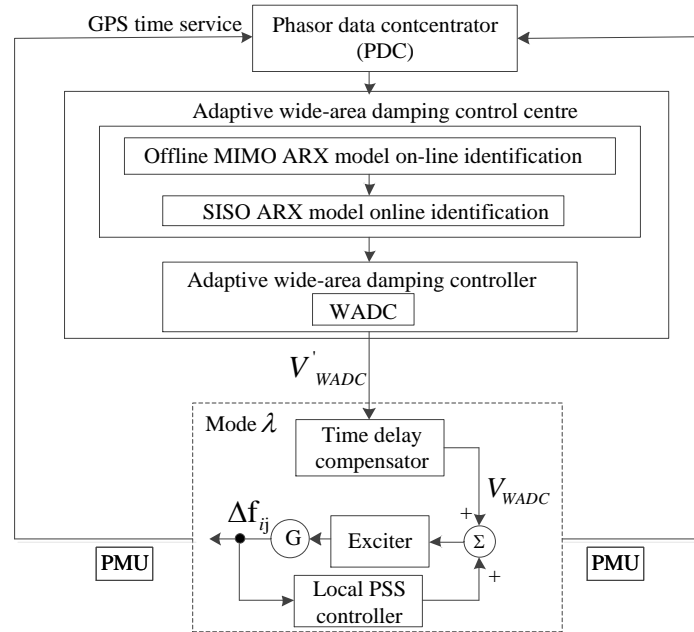 GPS time service
Phasor data contcentrator
(PDC)
Adaptive wide-area damping control centre
Offline MIMO ARX model on-line identification
SISO ARX model online identification
Adaptive wide-area damping controller
WADC
V'WADC
Mode λ
Time delay
compensator
VWADC
Δfij
+
G
Exciter
Σ
+
PMU
PMU
Local PSS
controller